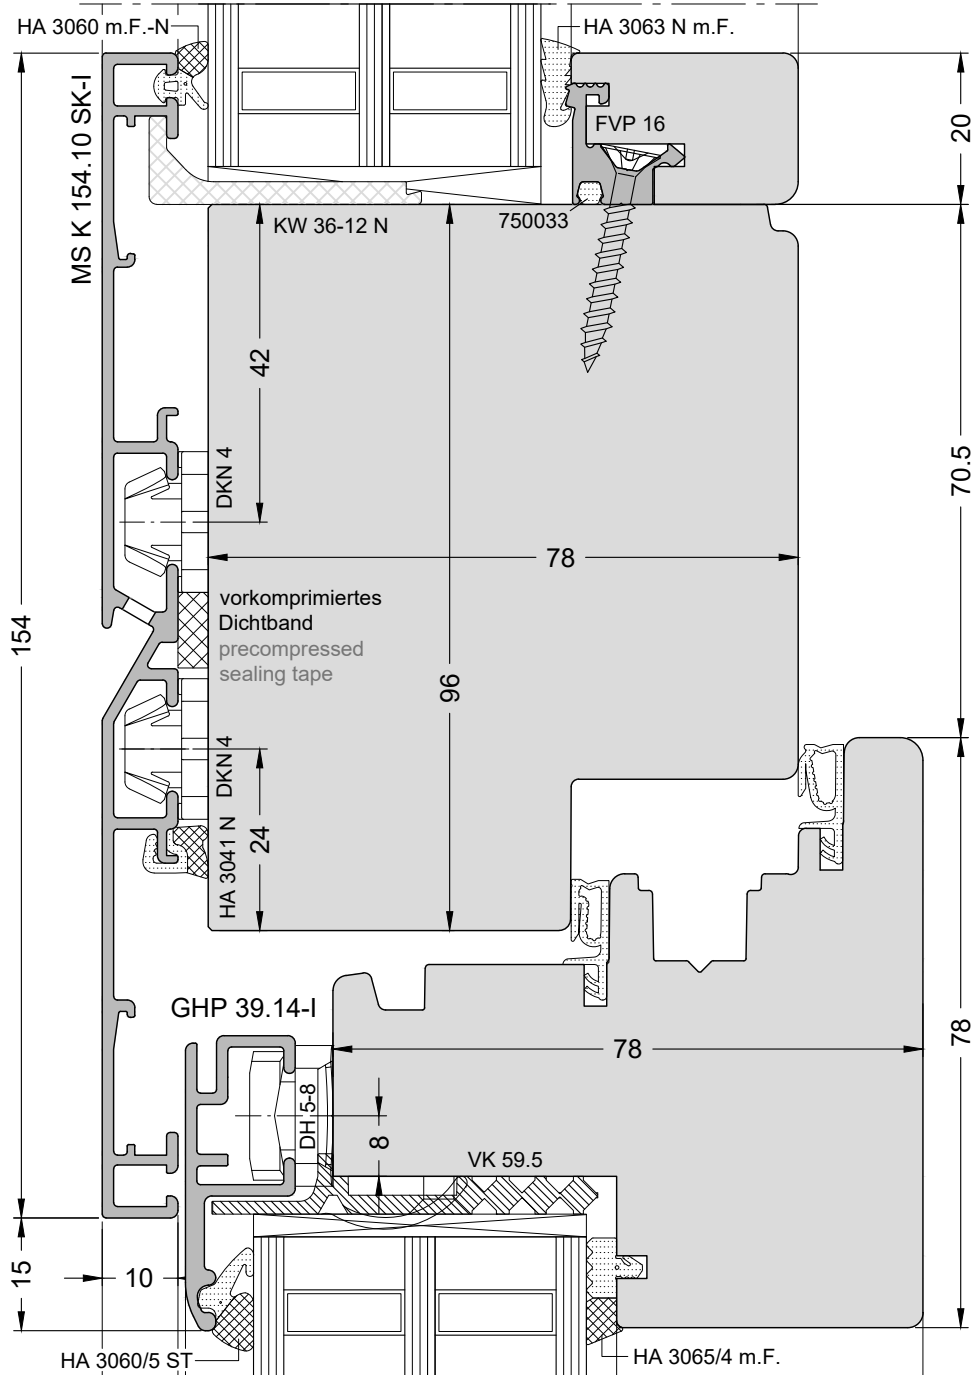 HA 3060 m.F.-N
HA 3063 N m.F.
MS K 154.10 SK-I
FVP 16
20
KW 36-12 N
750033
42
DKN 4
70.5
78
vorkomprimiertes
Dichtband
precompressed
sealing tape
154
96
DKN 4
24
HA 3041 N
GHP 39.14-I
78
78
DH 5-8
8
VK 59.5
15
10
HA 3060/5 ST
HA 3065/4 m.F.